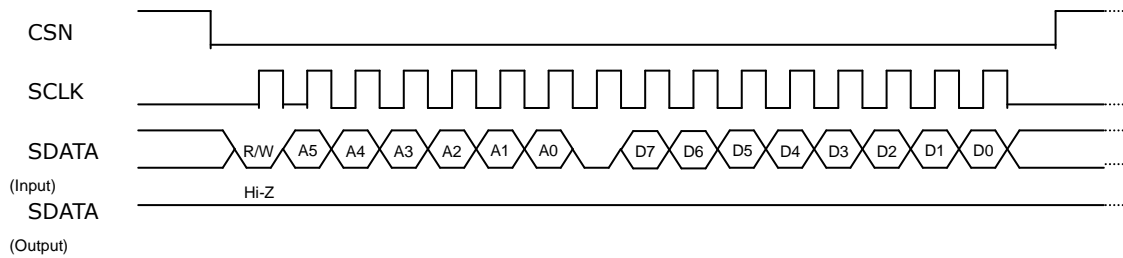 CSN
SCLK
SDATA R/W A5 A4 A3 A2 A1 A0 D7 D6 D5 D4 D3 D2 D1 D0
(Input)
Hi-Z
SDATA
(Output)